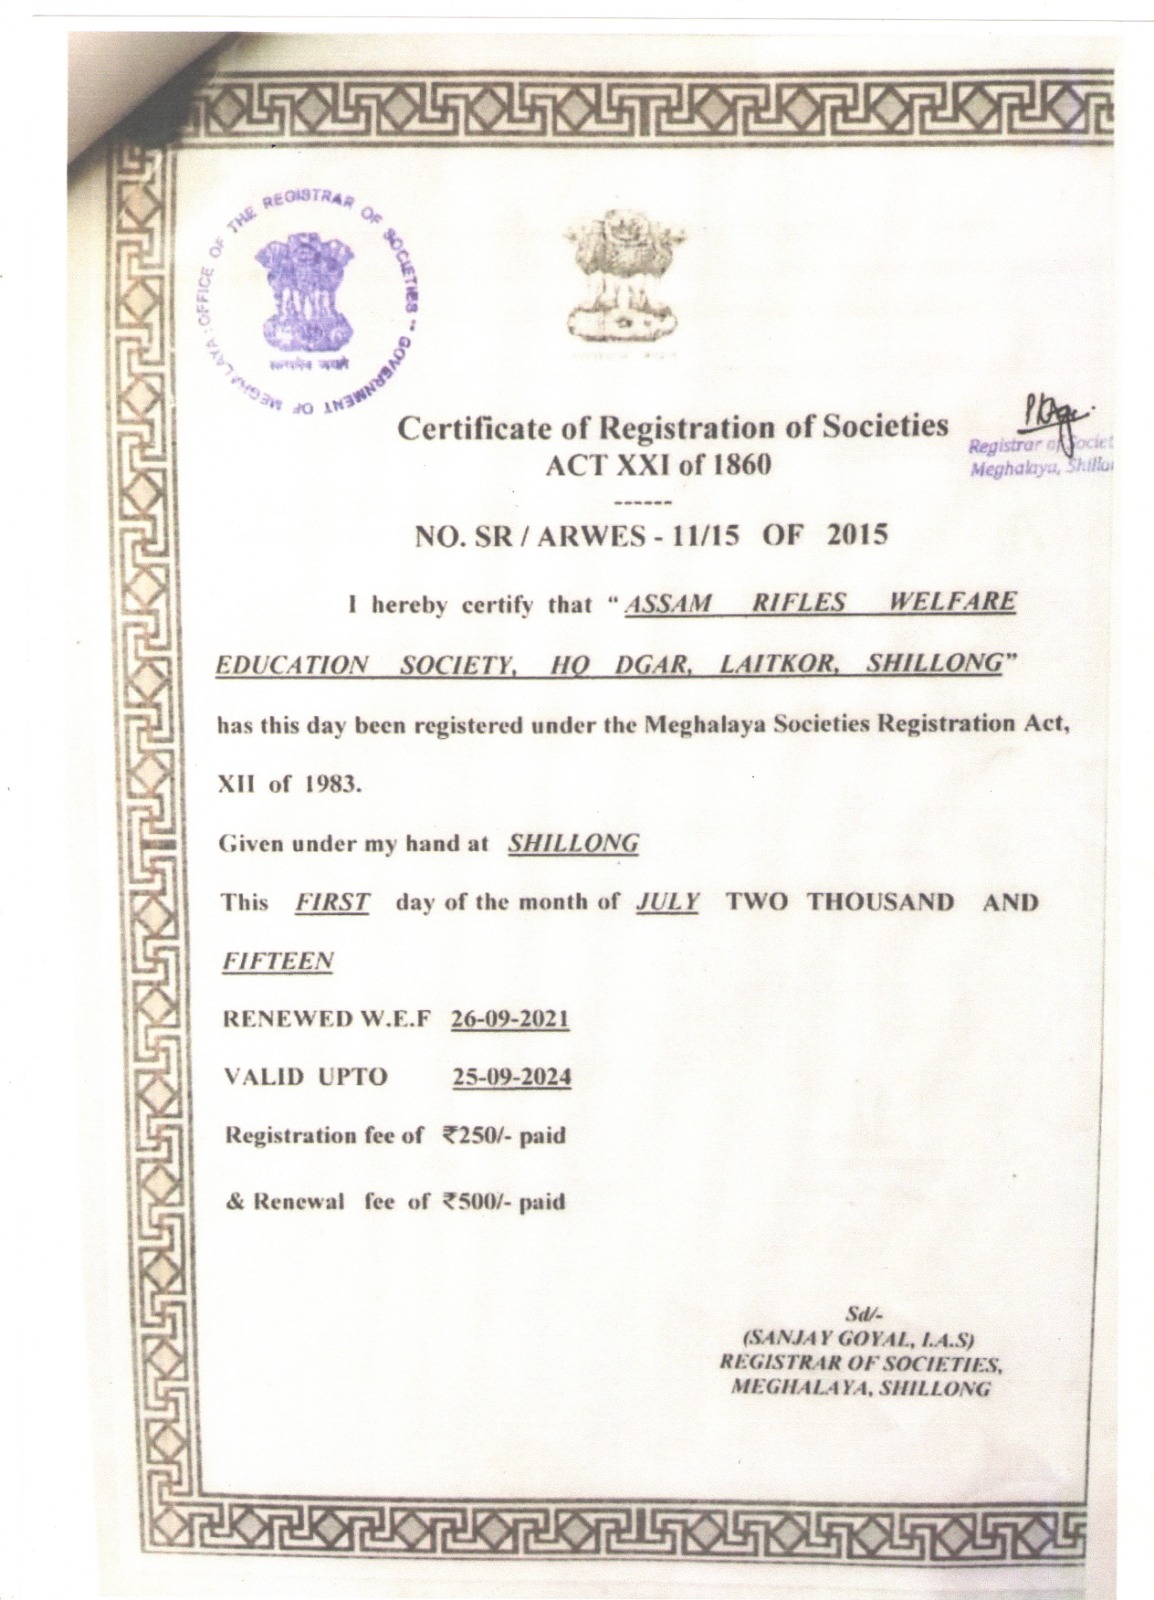 OFFICE OF THE REGISTRAR OF SOCIETIES " GOVERNMENT OF MEGHALAYA :
सत्यमेव जयते
Certificate of Registration of Societies
Registrar of Societ
ACT XXI of 1860
Meghalaya, Shillo
------
NO. SR / ARWES - 11/15 OF 2015
I hereby certify that “ ASSAM RIFLES WELFARE
EDUCATION SOCIETY, HQ DGAR, LAITKOR, SHILLONG”
has this day been registered under the Meghalaya Societies Registration Act,
XII of 1983.
Given under my hand at SHILLONG
This FIRST day of the month of JULY TWO THOUSAND AND
FIFTEEN
RENEWED W.E.F 26-09-2021
VALID UPTO 25-09-2024
Registration fee of ₹250/- paid
& Renewal fee of ₹500/- paid
Sd/-
(SANJAY GOYAL, I.A.S)
REGISTRAR OF SOCIETIES,
MEGHALAYA, SHILLONG